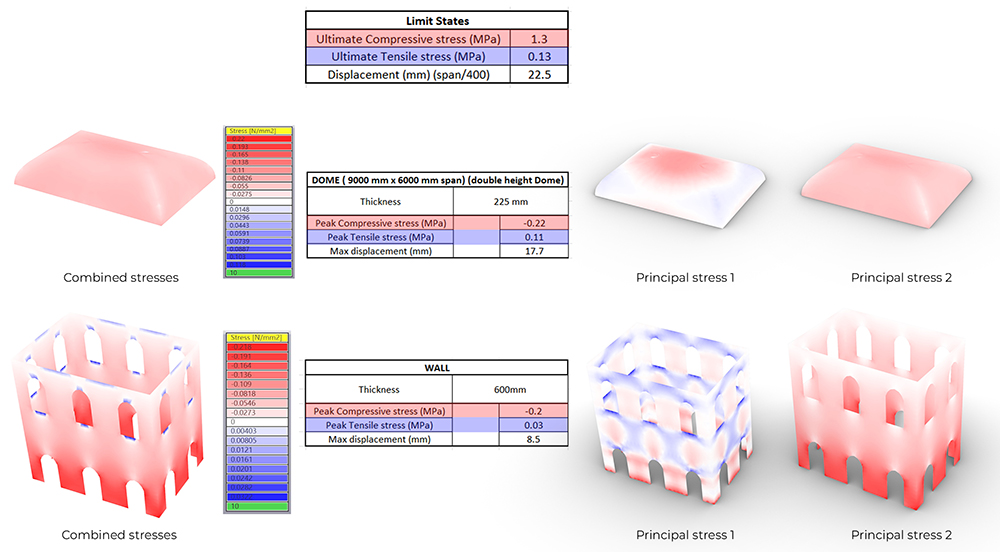 Limit States
Ultimate Compressive stress (MPa) 1.3
Ultimate Tensile stress (MPa) 0.13
Displacement (mm) (span/400) 22.5
Stress [N/mm2]
-0.22
-0.193
-0.165
-0.138
-0.11
-0.0826
-0.055
-0.0275
0
0.0148
0.0296
0.0443
0.0591
0.0739
0.0887
0.103
10
DOME ( 9000 mm x 6000 mm span) (double height Dome)
Thickness 225 mm
Peak Compressive stress (MPa) -0.22
Peak Tensile stress (MPa) 0.11
Max displacement (mm) 17.7
Combined stresses
Principal stress 1
Principal stress 2
Stress [N/mm2]
-0.218
-0.191
-0.164
-0.136
-0.109
-0.0818
-0.0546
-0.0273
0
0.00403
0.00805
0.0121
0.0161
0.0201
0.0242
0.0282
10
WALL
Thickness 600mm
Peak Compressive stress (MPa) -0.2
Peak Tensile stress (MPa) 0.03
Max displacement (mm) 8.5
Combined stresses
Principal stress 1
Principal stress 2